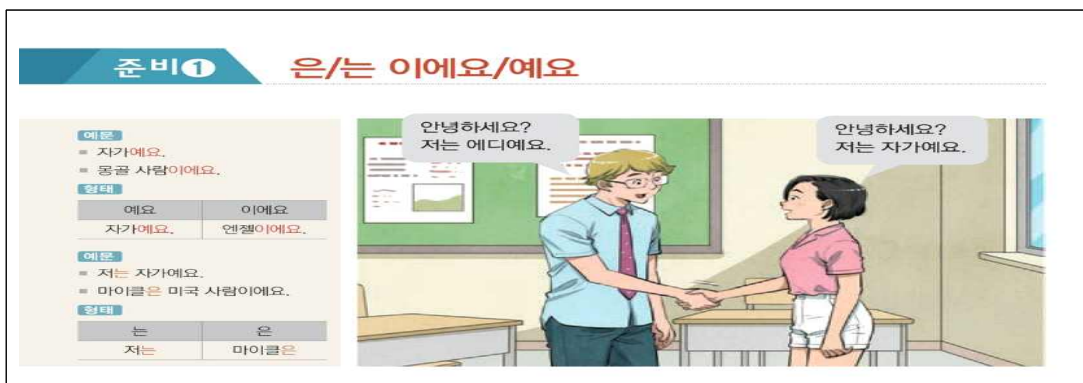 준비1 은/는 이에요/예요
예문
자가예요.
몽골 사람이에요.
형태
예요 이에요
자가예요. 엔젤이에요.
예문
저는 자가예요.
마이클은 미국 사람이에요.
형태
는 은
저는 마이클은
안녕하세요?
저는 에디예요.
안녕하세요?
저는 자가예요.